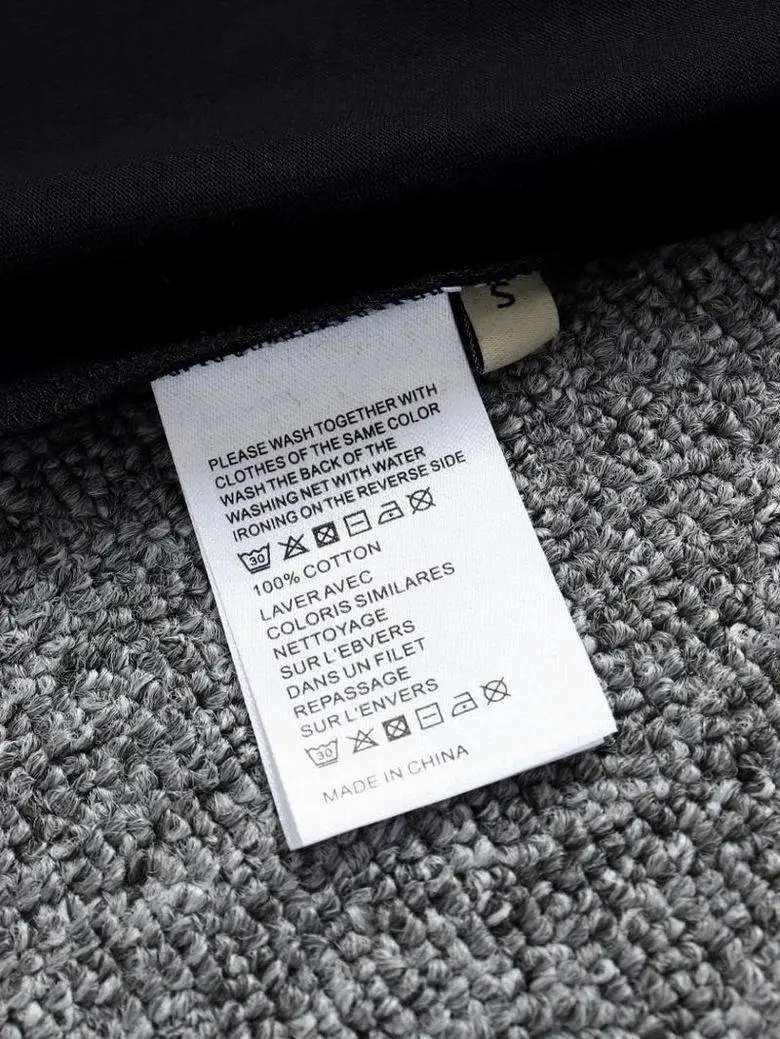 S
PLEASE WASH TOGETHER WITH
CLOTHES OF THE SAME COLOR
WASH THE BACK OF THE
WASHING NET WITH WATER
IRONING ON THE REVERSE SIDE
30
100% COTTON
LAVER AVEC
COLORIS SIMILARES
NETTOYAGE
SUR L'EBVERS
DANS UN FILET
REPASSAGE
SUR L'ENVERS
30
MADE IN CHINA